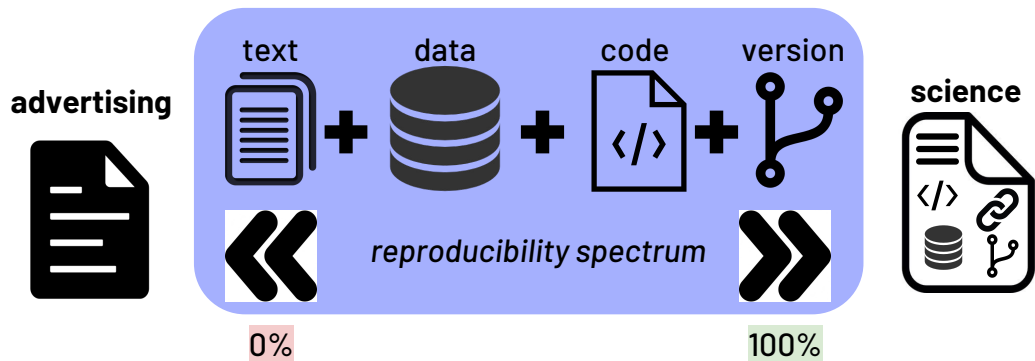 text data code version
advertising
science
</>
</>
reproducibility spectrum
0% 100%